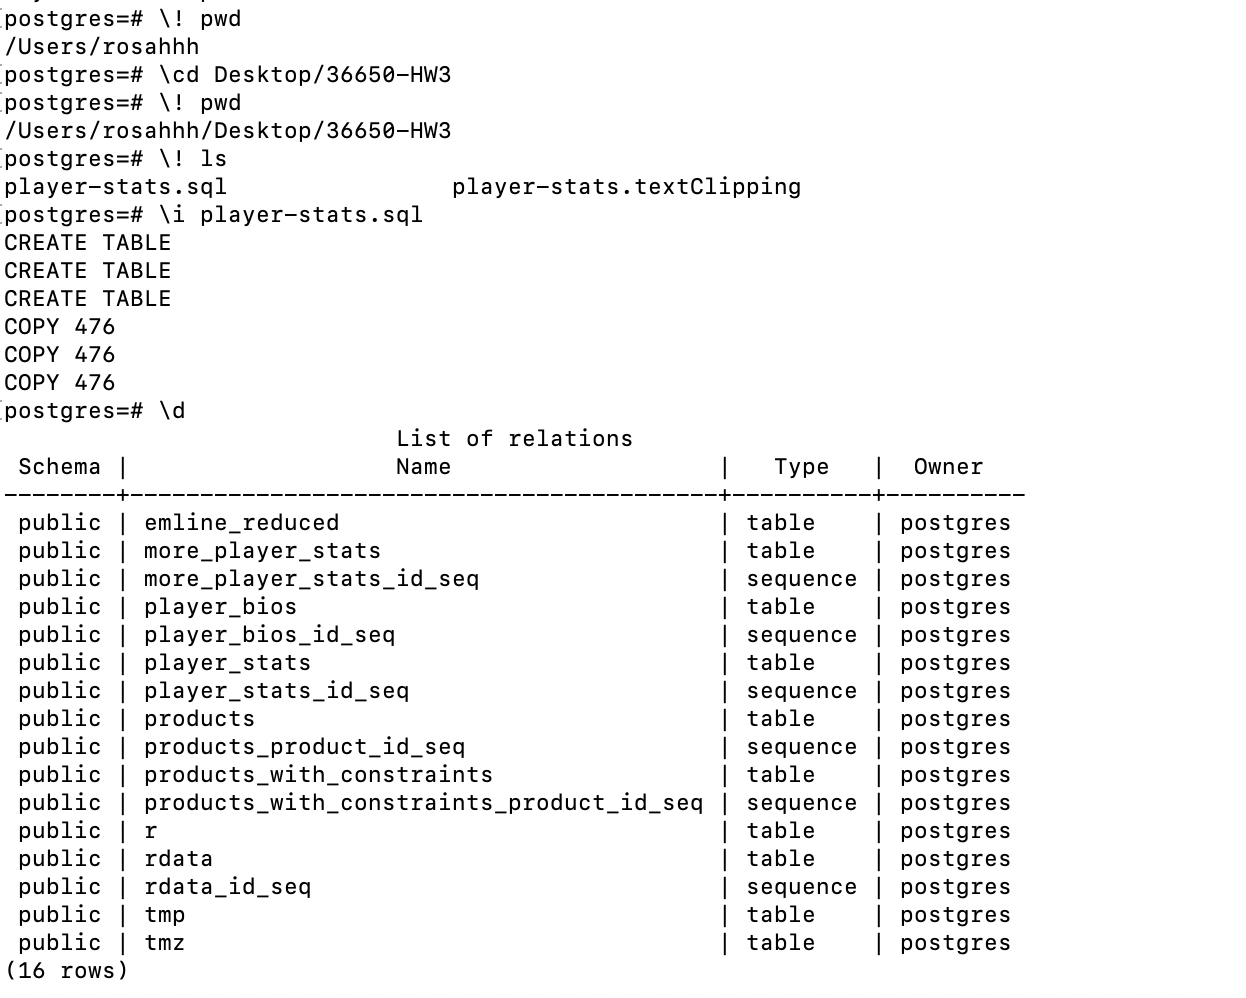 postgres=# \! pwd
/Users/rosahhh
postgres=# \cd Desktop/36650-HW3
postgres=# \! pwd
/Users/rosahhh/Desktop/36650-HW3
postgres=# \! ls
player-stats.sql                player-stats.textClipping
postgres=# \i player-stats.sql
CREATE TABLE
CREATE TABLE
CREATE TABLE
COPY 476
COPY 476
COPY 476
postgres=# \d
                            List of relations
 Schema |                   Name                   |   Type   |  Owner
--------+------------------------------------------+----------+----------
 public | emline_reduced                           | table    | postgres
 public | more_player_stats                        | table    | postgres
 public | more_player_stats_id_seq                 | sequence | postgres
 public | player_bios                              | table    | postgres
 public | player_bios_id_seq                       | sequence | postgres
 public | player_stats                             | table    | postgres
 public | player_stats_id_seq                      | sequence | postgres
 public | products                                 | table    | postgres
 public | products_product_id_seq                  | sequence | postgres
 public | products_with_constraints                | table    | postgres
 public | products_with_constraints_product_id_seq | sequence | postgres
 public | r                                        | table    | postgres
 public | rdata                                    | table    | postgres
 public | rdata_id_seq                             | sequence | postgres
 public | tmp                                      | table    | postgres
 public | tmz                                      | table    | postgres
(16 rows)